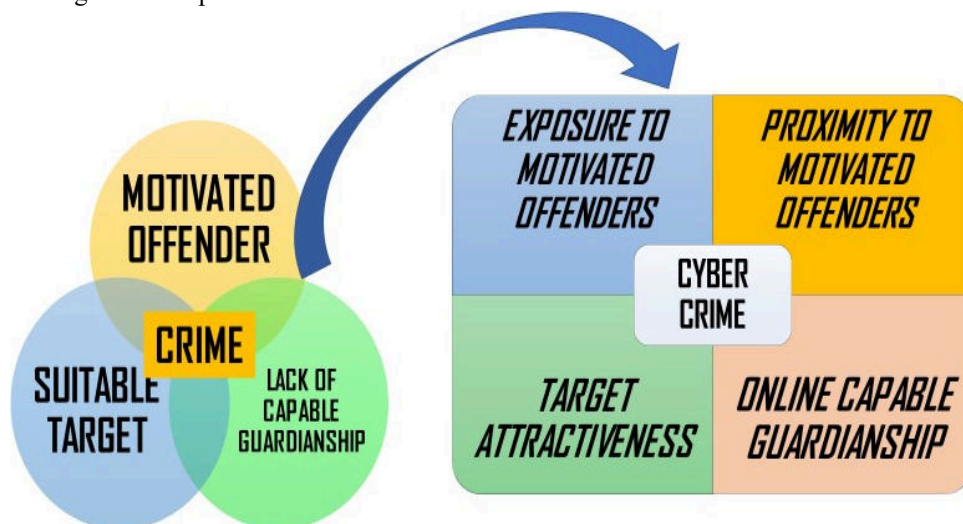 MOTIVATED
OFFENDER
CRIME
SUITABLE
TARGET
LACK OF
CAPABLE
GUARDIANSHIP
EXPOSURE TO
MOTIVATED
OFFENDERS
PROXIMITY TO
MOTIVATED
OFFENDERS
CYBER
CRIME
TARGET
ATTRACTIVENESS
ONLINE CAPABLE
GUARDIANSHIP